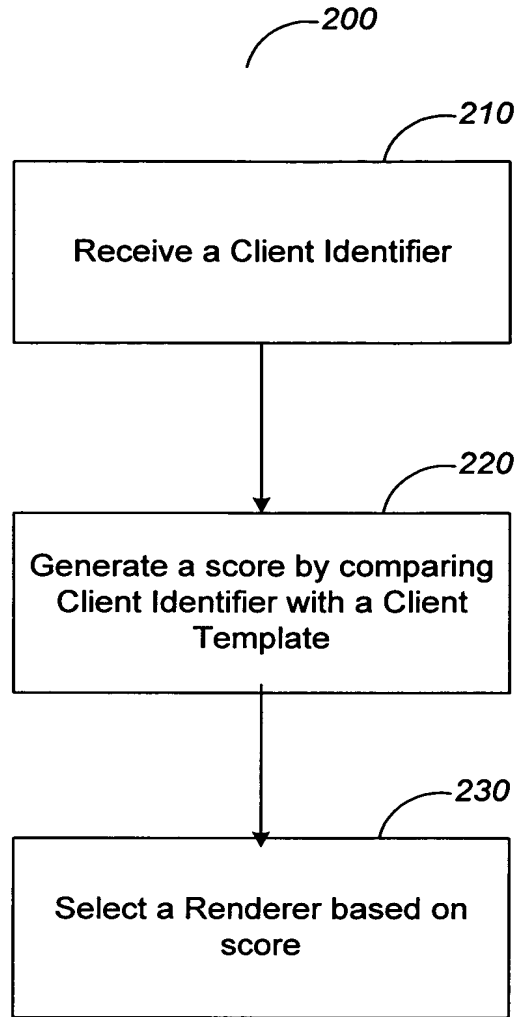 200
210
Receive a Client Identifier
220
Generate a score by comparing
Client Identifier with a Client
Template
230
Select a Renderer based on
score